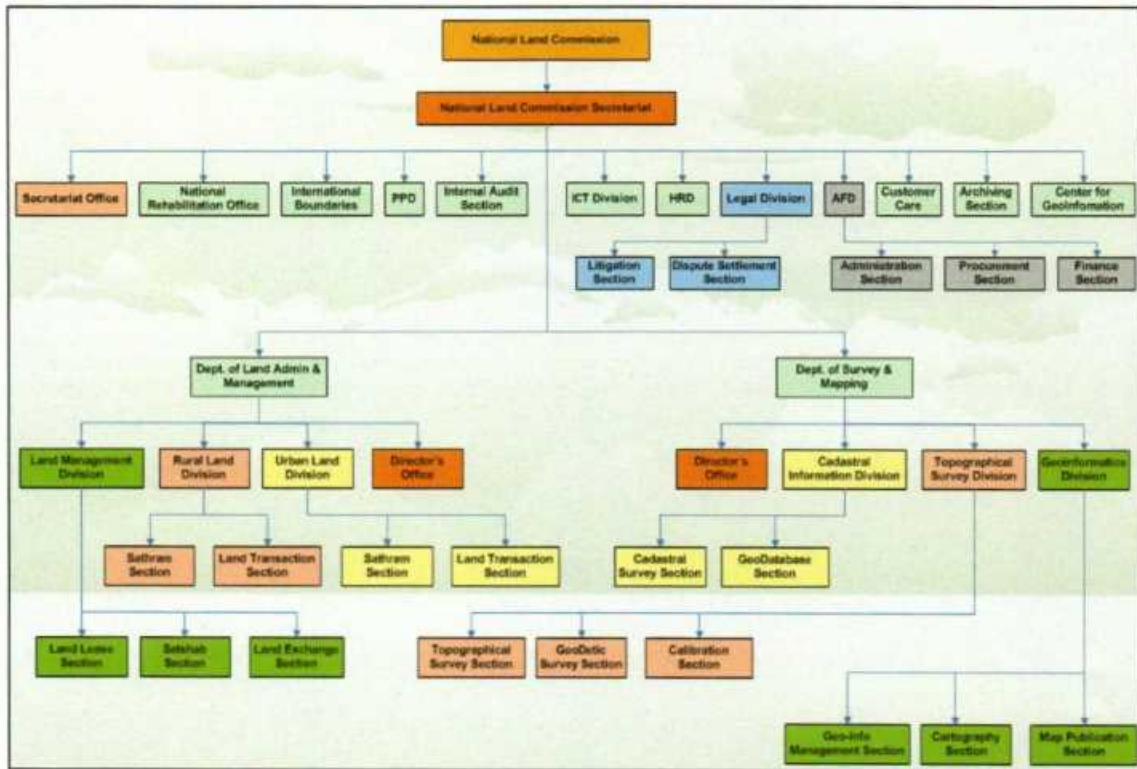 National Land Commission
National Land Commission Secretariat
Secretariat Office
National
Rehabilitation Office
International
Boundaries
PPD
Internal Audit
Section
ICT Division
HRD
Legal Division
AFD
Customer
Care
Archiving
Section
Center for
GeoInfomation
Litigation
Section
Dispute Settlement
Section
Administration
Section
Procurement
Section
Finance
Section
Dept. of Land Admin &
Management
Dept. of Survey &
Mapping
Land Management
Division
Rural Land
Division
Urban Land
Division
Director's
Office
Director's
Office
Cadastral
Information Division
Topographical
Survey Division
Geoinformatics
Division
Sathram
Section
Land Transaction
Section
Sathram
Section
Land Transaction
Section
Cadastral
Survey Section
GeoDatabase
Section
Land Lease
Section
Satshab
Section
Land Exchange
Section
Topographical
Survey Section
GeoDetic
Survey Section
Calibration
Section
Geo-Info
Management Section
Cartography
Section
Map Publication
Section